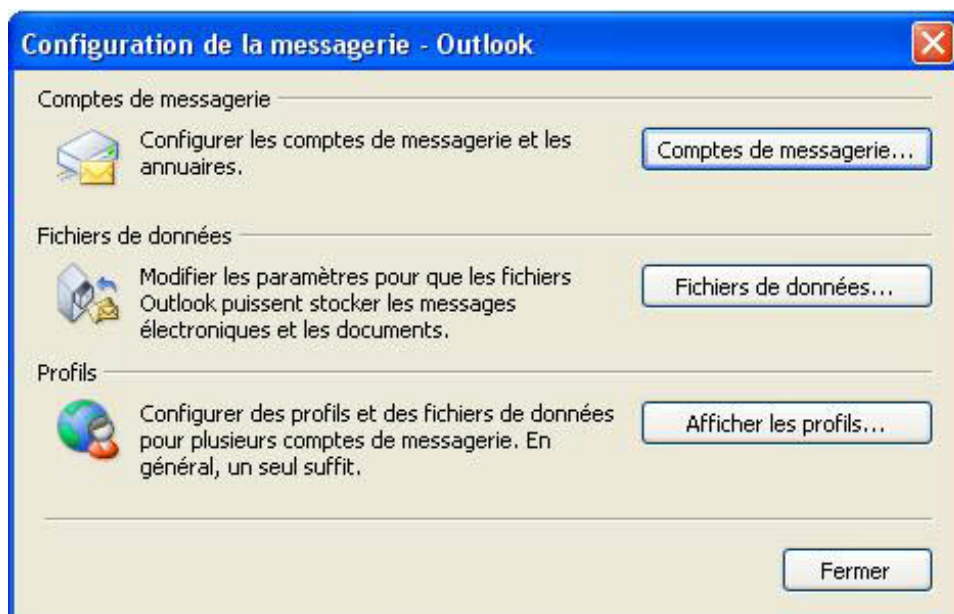 Configuration de la messagerie - Outlook
Comptes de messagerie
Configurer les comptes de messagerie et les
annuaires.
Comptes de messagerie...
Fichiers de données
Modifier les paramètres pour que les fichiers
Outlook puissent stocker les messages
électroniques et les documents.
Fichiers de données...
Profils
Configurer des profils et des fichiers de données
pour plusieurs comptes de messagerie. En
général, un seul suffit.
Afficher les profils...
Fermer